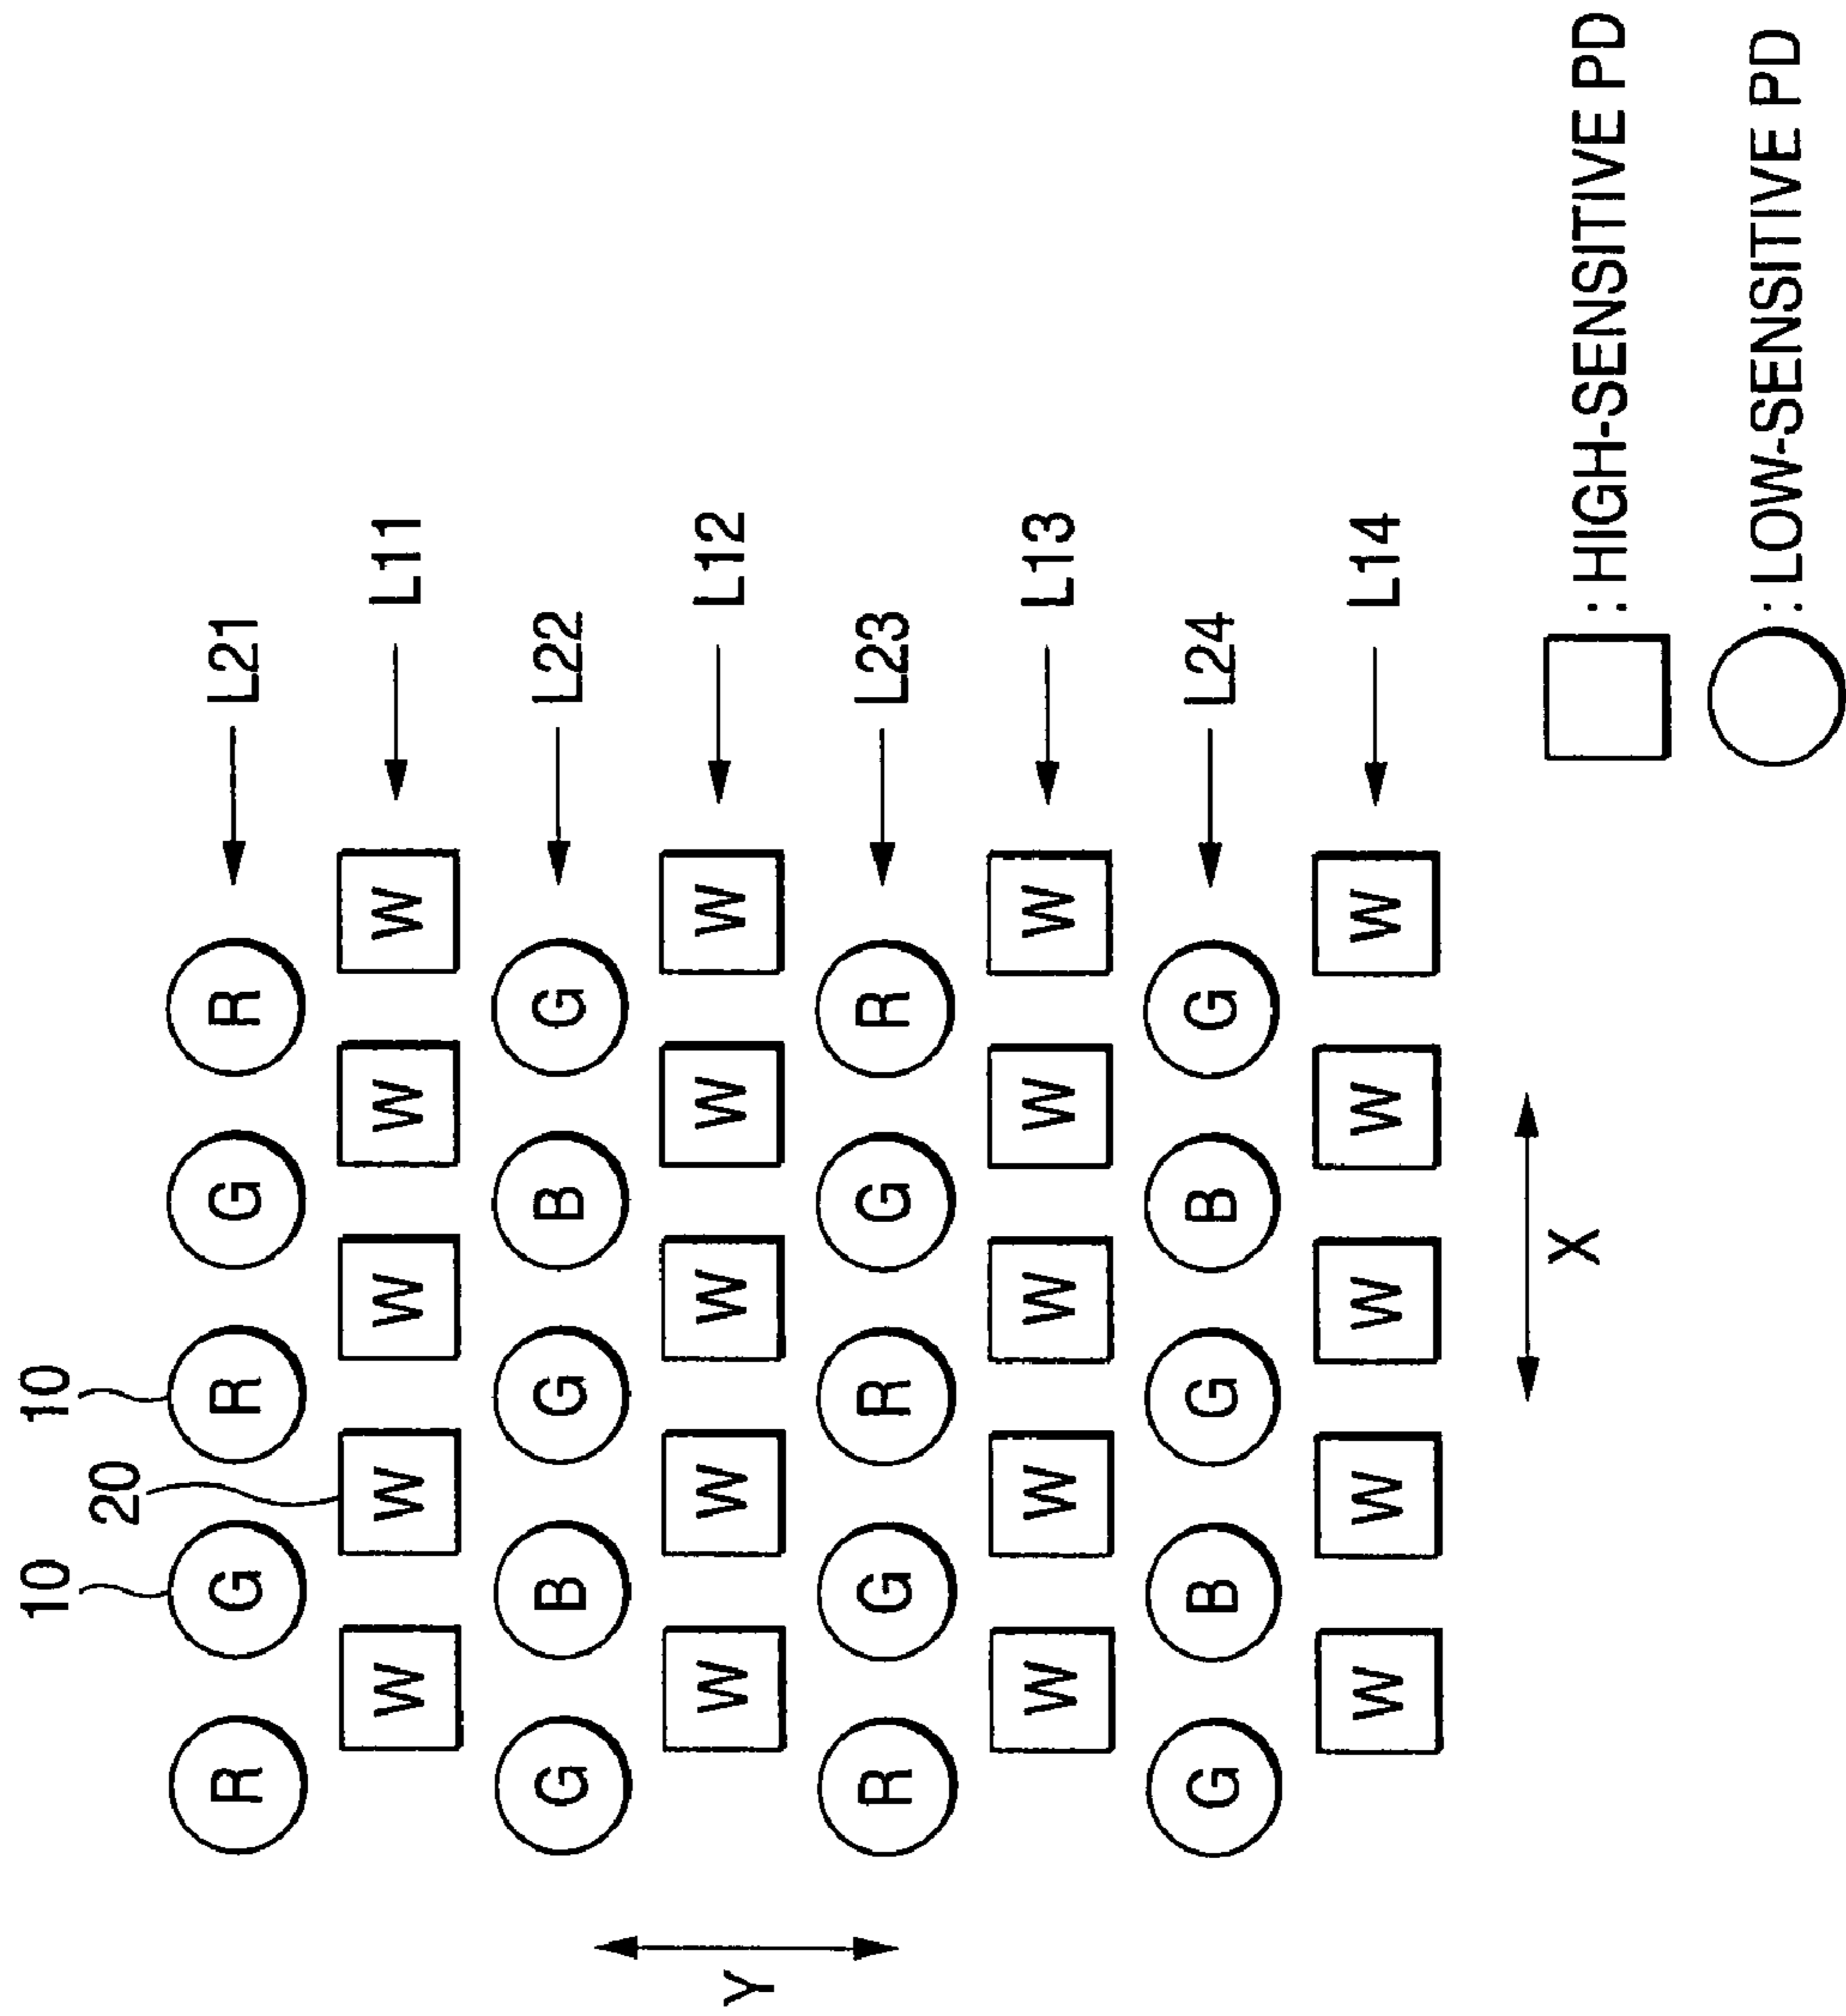 10 10
20
R G R G R L21
W W W W W L11
G B G B G L22
Y
W W W W W L12
R G R G R L23
W W W W W L13
G B G B G L24
W W W W W L14
X
: HIGH-SENSITIVE PD
: LOW-SENSITIVE PD